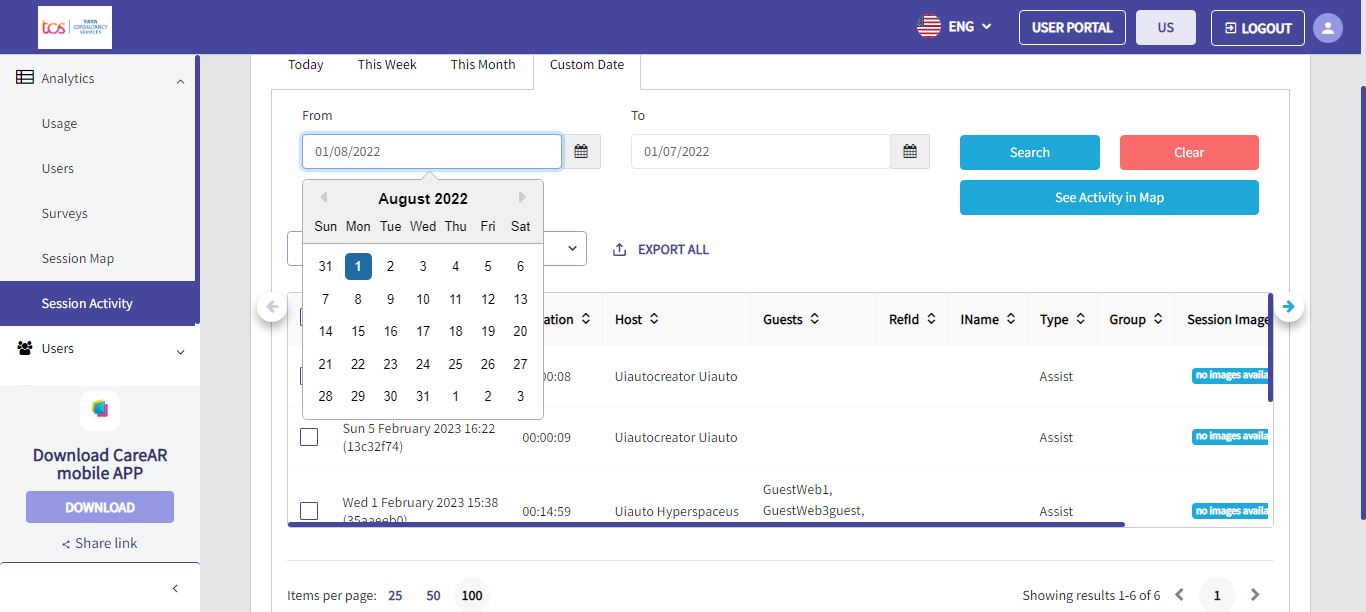 tcs TATA
CONSULTANCY
SERVICES
ENG
USER PORTAL
US
LOGOUT
Analytics
Usage
Users
Surveys
Session Map
Session Activity
Users
Download CareAR
mobile APP
DOWNLOAD
Share link
Today This Week This Month Custom Date
From To
01/08/2022 01/07/2022 Search Clear
See Activity in Map
August 2022
Sun Mon Tue Wed Thu Fri Sat
31 1 2 3 4 5 6
7 8 9 10 11 12 13
14 15 16 17 18 19 20
21 22 23 24 25 26 27
28 29 30 31 1 2 3
EXPORT ALL
ation Host Guests RefId IName Type Group Session Image
00:08 Uiautocreator Uiauto Assist no images availa
Sun 5 February 2023 16:22
(13c32f74) 00:00:09 Uiautocreator Uiauto Assist no images availa
Wed 1 February 2023 15:38
(35aaeeb0) 00:14:59 Uiauto Hyperspaceus GuestWeb1,
GuestWeb3guest, Assist no images availa
Items per page: 25 50 100 Showing results 1-6 of 6 1